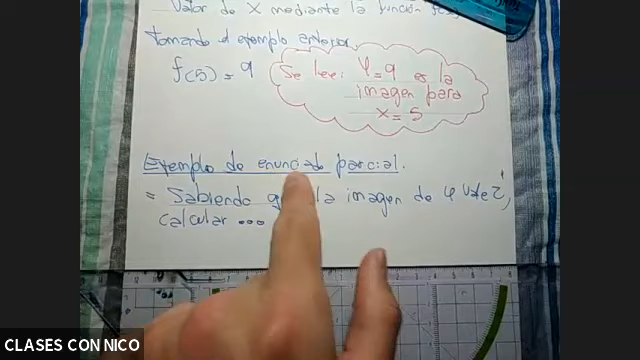 Valor de X mediante la función
tomando el ejemplo anterior
f(5) = 9
Se lee: Y = 9 es la
imagen para
x = 5
Ejemplo de enunciado parcial.
= Sabiendo la imagen de 4 vale 2,
calcular ...
CLASES CON NICO